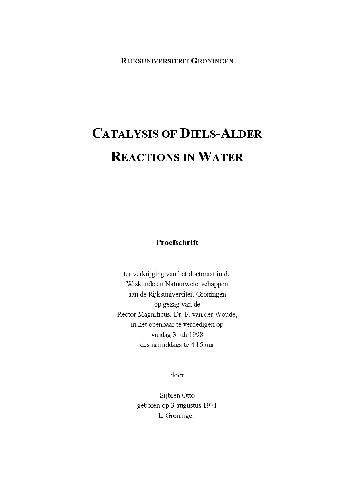 RIJKSUNIVERSITEIT GRONINGEN
CATALYSIS OF DIELS-ALDER
REACTIONS IN WATER
Proefschrift
ter verkrijging van het doctoraat in de
Wiskunde en Natuurwetenschappen
aan de Rijksuniversiteit Groningen
op gezag van de
Rector Magnificus, Dr. F. van der Woude,
in het openbaar te verdedigen op
vrijdag 3 juli 1998
des namiddags te 4.15 uur
door
Sijbren Otto
geboren op 3 augustus 1971
te Groningen